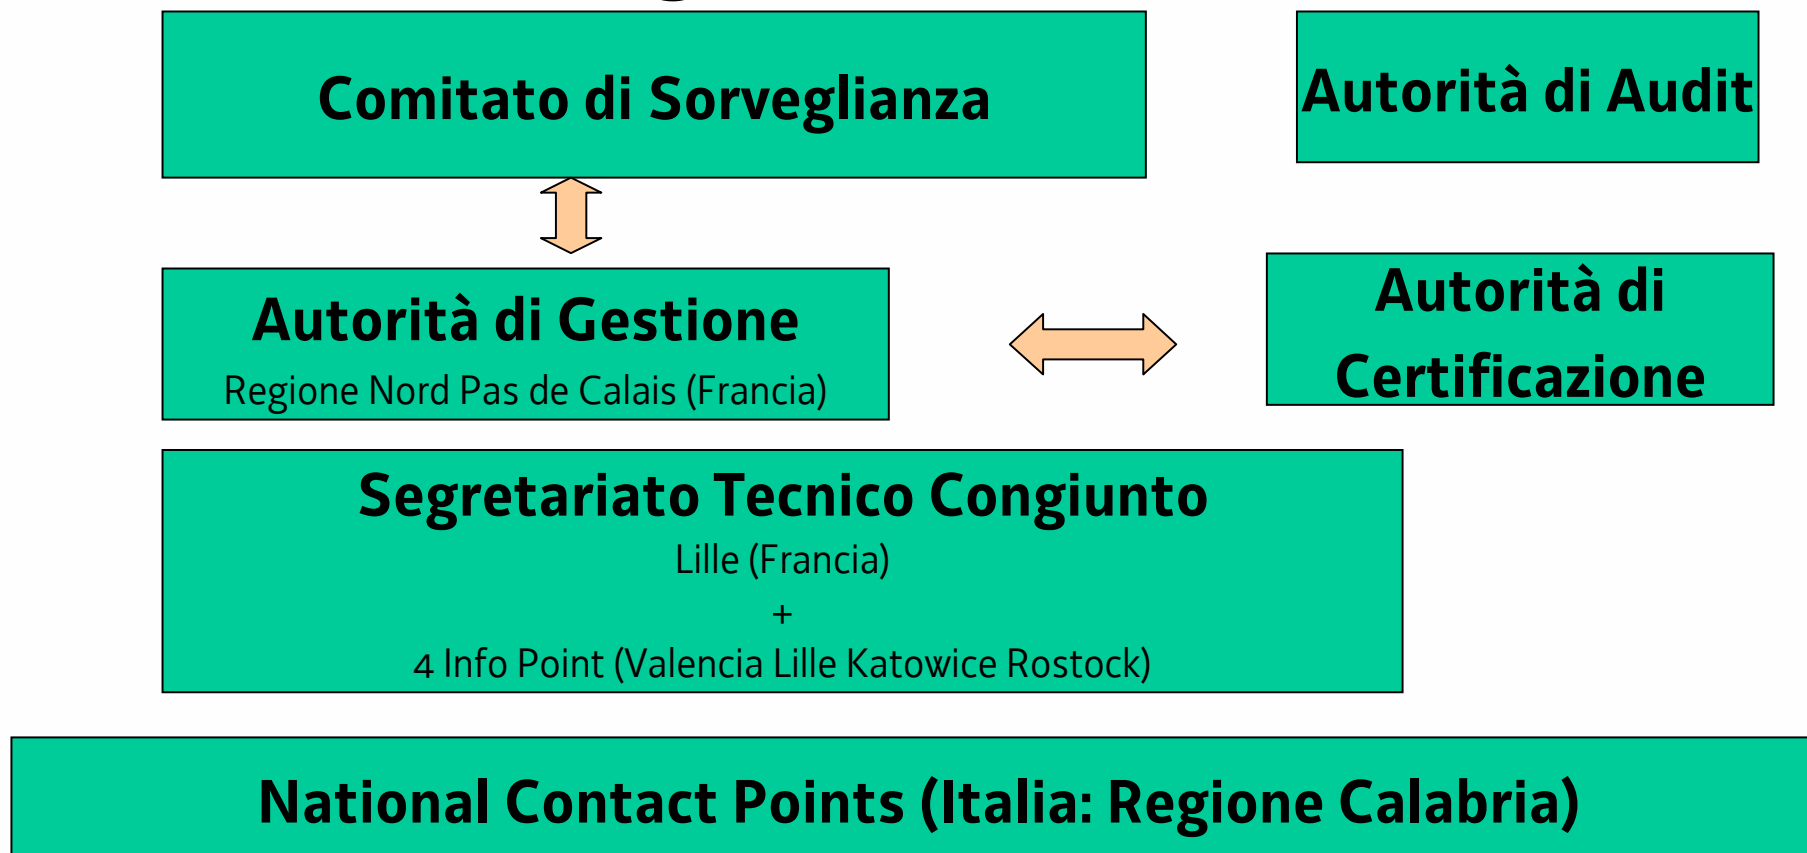 Comitato di Sorveglianza
Autorità di Audit
Autorità di Gestione
Regione Nord Pas de Calais (Francia)
Autorità di
Certificazione
Segretariato Tecnico Congiunto
Lille (Francia)
+
4 Info Point (Valencia Lille Katowice Rostock)
National Contact Points (Italia: Regione Calabria)